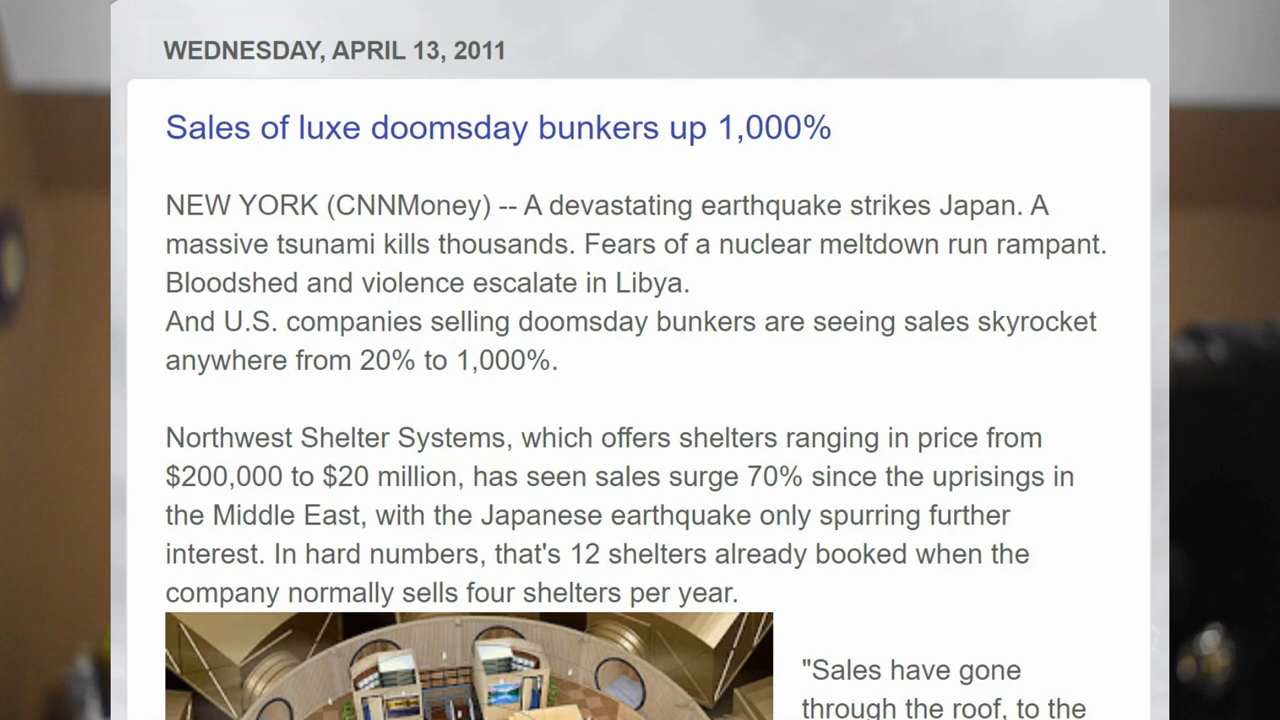 WEDNESDAY, APRIL 13, 2011
Sales of luxe doomsday bunkers up 1,000%
NEW YORK (CNNMoney) -- A devastating earthquake strikes Japan. A
massive tsunami kills thousands. Fears of a nuclear meltdown run rampant.
Bloodshed and violence escalate in Libya.
And U.S. companies selling doomsday bunkers are seeing sales skyrocket
anywhere from 20% to 1,000%.
Northwest Shelter Systems, which offers shelters ranging in price from
$200,000 to $20 million, has seen sales surge 70% since the uprisings in
the Middle East, with the Japanese earthquake only spurring further
interest. In hard numbers, that's 12 shelters already booked when the
company normally sells four shelters per year.
"Sales have gone
through the roof, to the